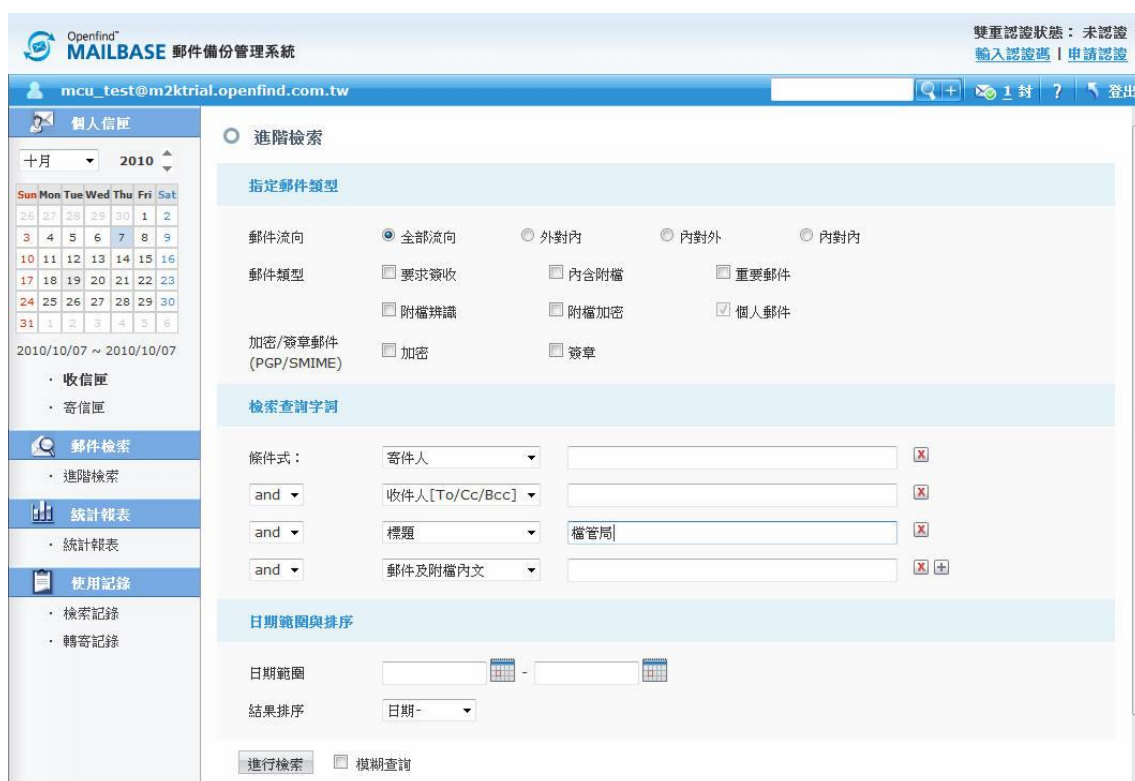 Openfind™
MAILBASE 郵件備份管理系統
雙重認證狀態： 未認證
輸入認證碼 | 申請認證
mcu_test@m2ktrial.openfind.com.tw
1 封 ? 登出
個人信匣
十月 2010
Sun Mon Tue Wed Thu Fri Sat
26 27 28 29 30 1 2
3 4 5 6 7 8 9
10 11 12 13 14 15 16
17 18 19 20 21 22 23
24 25 26 27 28 29 30
31 1 2 3 4 5 6
2010/10/07 ~ 2010/10/07
· 收信匣
· 寄信匣
郵件檢索
· 進階檢索
統計報表
· 統計報表
使用記錄
· 檢索記錄
· 轉寄記錄
進階檢索
指定郵件類型
郵件流向 全部流向 外對內 內對外 內對內
郵件類型 要求簽收 內含附檔 重要郵件
附檔辨識 附檔加密 個人郵件
加密/簽章郵件
(PGP/SMIME) 加密 簽章
檢索查詢字詞
條件式： 寄件人
and 收件人[To/Cc/Bcc]
and 標題 檔管局
and 郵件及附檔內文
日期範圍與排序
日期範圍 -
結果排序 日期-
進行檢索 模糊查詢